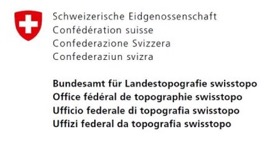 Schweizerische Eidgenossenschaft
Confédération suisse
Confederazione Svizzera
Confederaziun svizra
Bundesamt für Landestopografie swisstopo
Office fédéral de topographie swisstopo
Ufficio federale di topografia swisstopo
Uffizi federal da topografia swisstopo